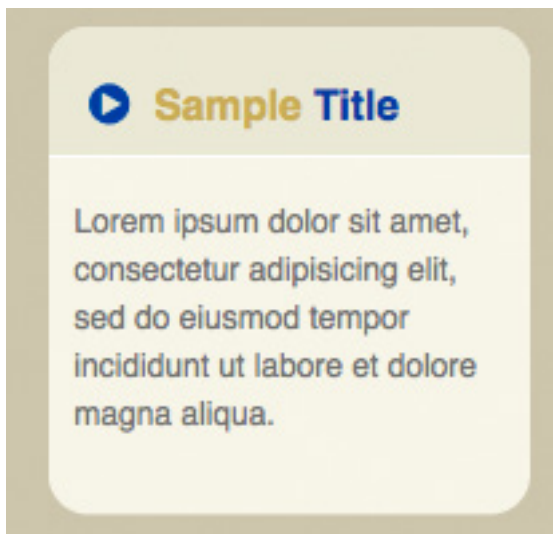 Sample Title
Lorem ipsum dolor sit amet,
consectetur adipisicing elit,
sed do eiusmod tempor
incididunt ut labore et dolore
magna aliqua.